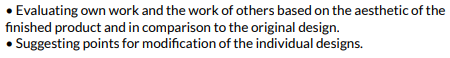 • Evaluating own work and the work of others based on the aesthetic of the
finished product and in comparison to the original design.
• Suggesting points for modification of the individual designs.